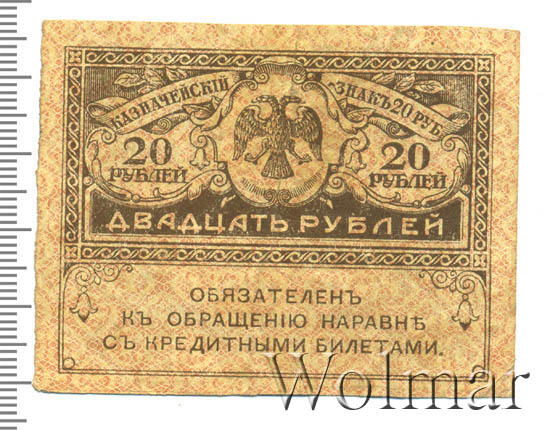 КАЗНАЧЕЙСКІЙ ЗНАКЪ 20 РУБ.
20 РУБЛЕЙ
20 РУБЛЕЙ
ДВАДЦАТЬ РУБЛЕЙ
ОБЯЗАТЕЛЕНЪ
КЪ ОБРАЩЕНІЮ НАРАВНѢ
СЪ КРЕДИТНЫМИ БИЛЕТАМИ.
Wolmar